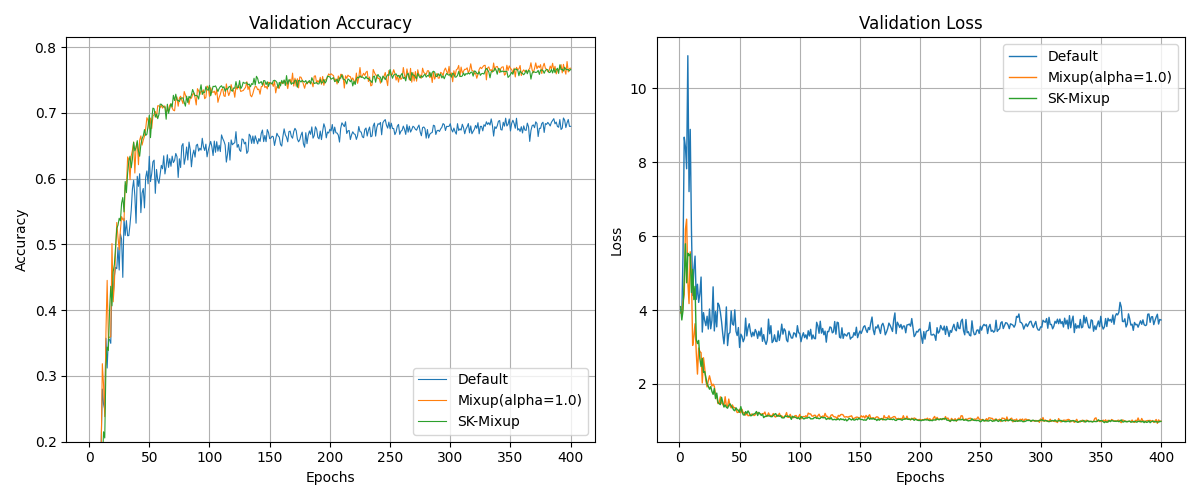 Validation Accuracy
0.8
0.7
0.6
0.5
0.4
0.3
0.2
Accuracy
0 50 100 150 200 250 300 350 400
Epochs
Default
Mixup(alpha=1.0)
SK-Mixup
Validation Loss
10
8
6
4
2
Loss
0 50 100 150 200 250 300 350 400
Epochs
Default
Mixup(alpha=1.0)
SK-Mixup